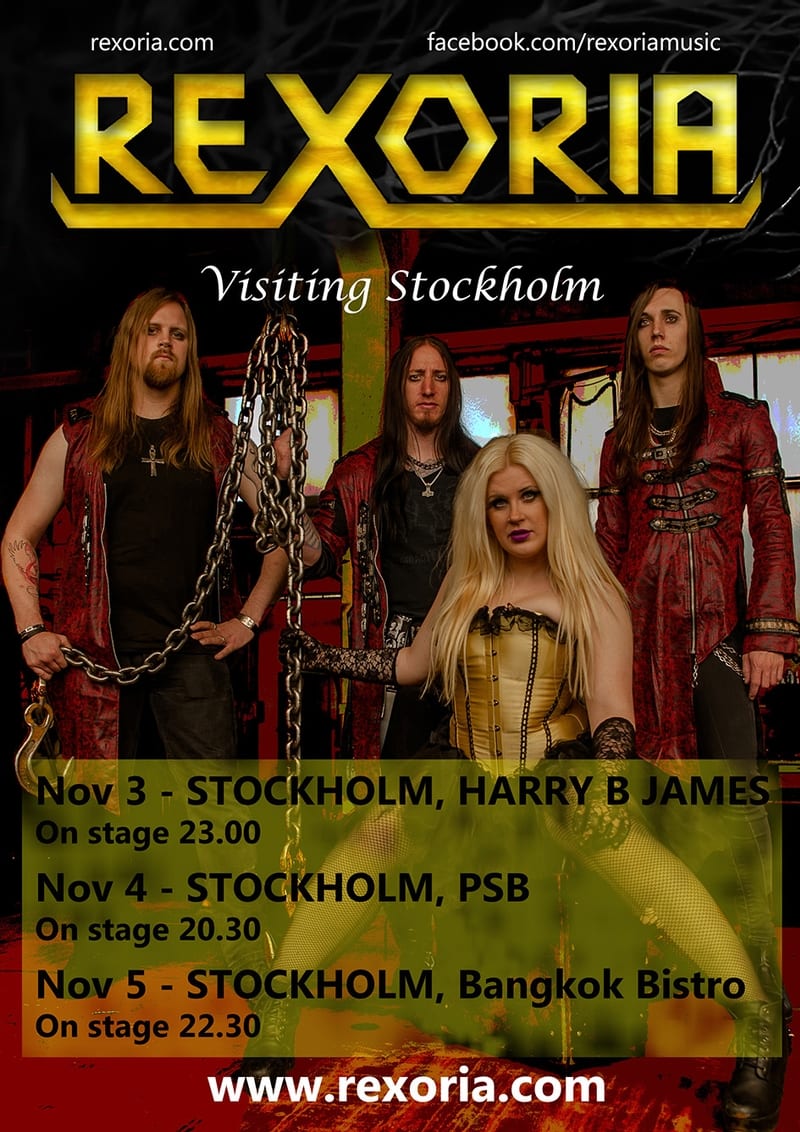 rexoria.com facebook.com/rexoriamusic
REXORIA
Visiting Stockholm
Nov 3 - STOCKHOLM, HARRY B JAMES
On stage 23.00
Nov 4 - STOCKHOLM, PSB
On stage 20.30
Nov 5 - STOCKHOLM, Bangkok Bistro
On stage 22.30
www.rexoria.com